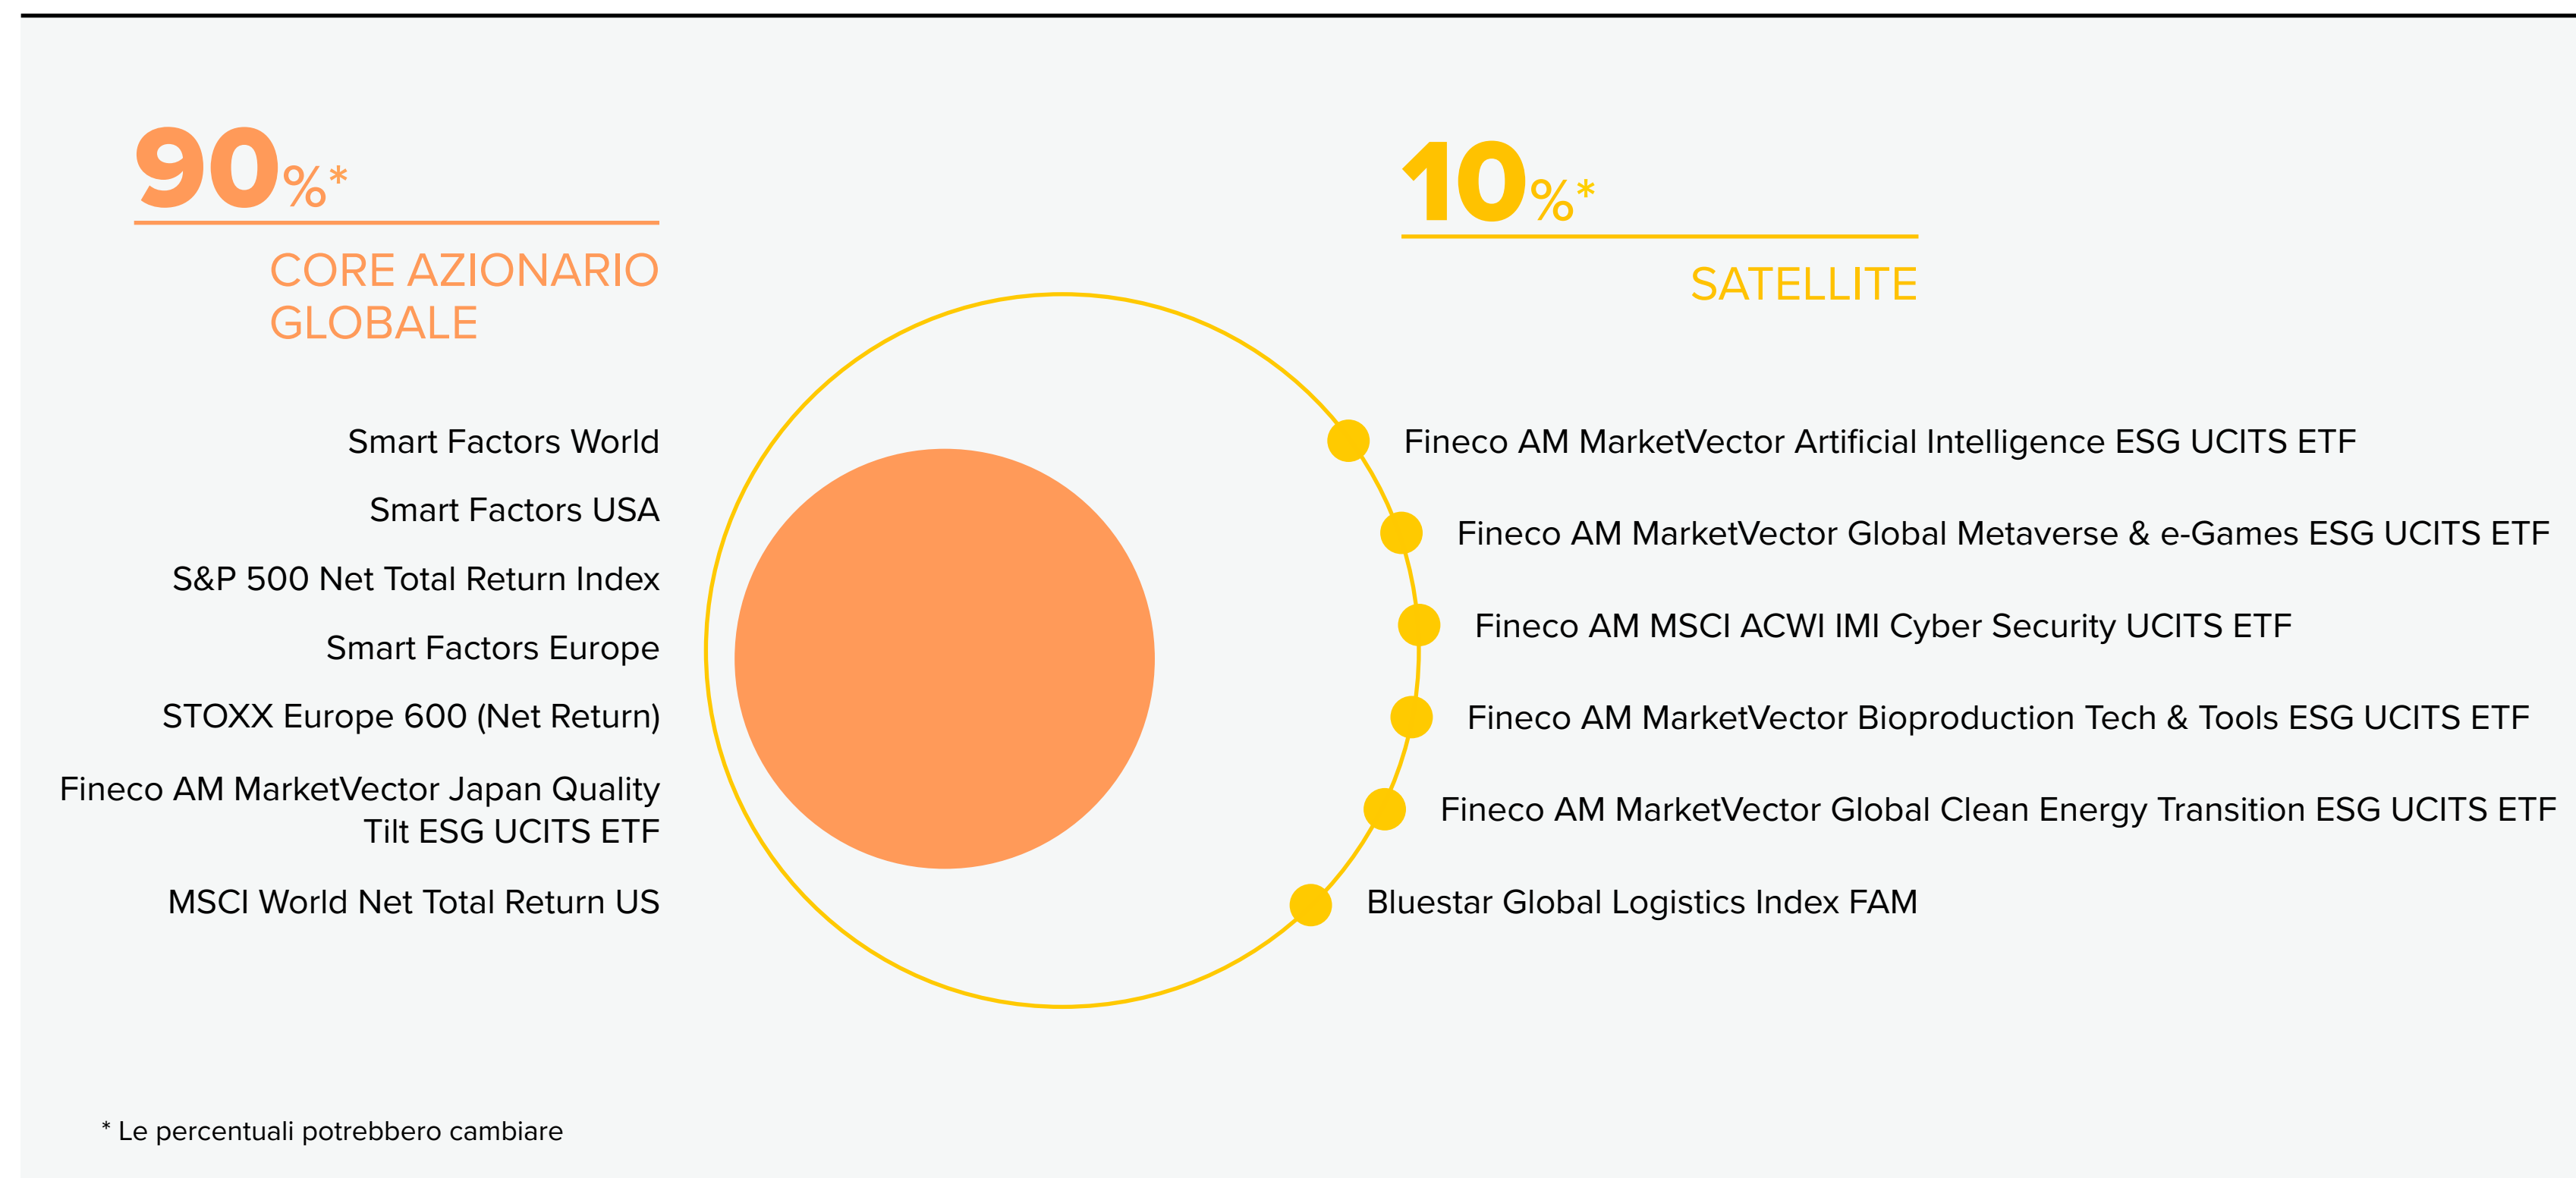 90%*
CORE AZIONARIO
GLOBALE
Smart Factors World
Smart Factors USA
S&P 500 Net Total Return Index
Smart Factors Europe
STOXX Europe 600 (Net Return)
Fineco AM MarketVector Japan Quality
Tilt ESG UCITS ETF
MSCI World Net Total Return US
10%*
SATELLITE
Fineco AM MarketVector Artificial Intelligence ESG UCITS ETF
Fineco AM MarketVector Global Metaverse & e-Games ESG UCITS ETF
Fineco AM MSCI ACWI IMI Cyber Security UCITS ETF
Fineco AM MarketVector Bioproduction Tech & Tools ESG UCITS ETF
Fineco AM MarketVector Global Clean Energy Transition ESG UCITS ETF
Bluestar Global Logistics Index FAM
* Le percentuali potrebbero cambiare